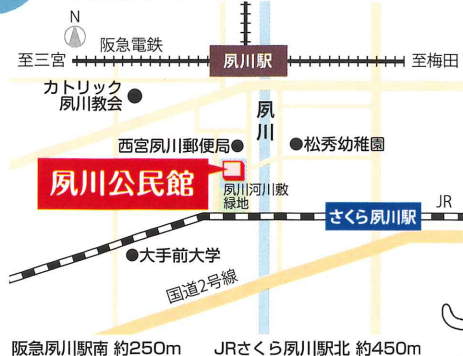 N
阪急電鉄
至三宮
夙川駅
至梅田
カトリック
夙川教会
夙川
西宮夙川郵便局
松秀幼稚園
夙川公民館
夙川河川敷
緑地
JR
さくら夙川駅
大手前大学
国道2号線
阪急夙川駅南 約250m JRさくら夙川駅北 約450m